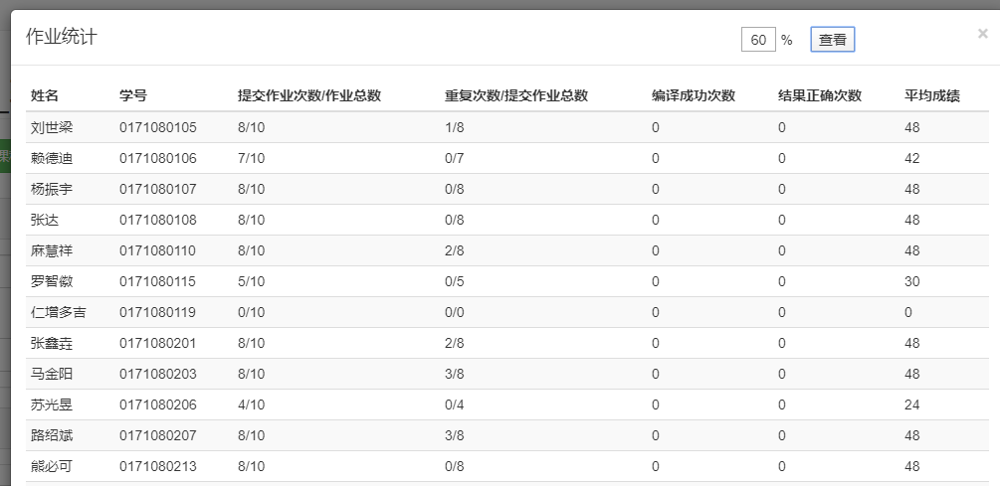 作业统计 60 % 查看 ×
姓名 学号 提交作业次数/作业总数 重复次数/提交作业总数 编译成功次数 结果正确次数 平均成绩
刘世梁 0171080105 8/10 1/8 0 0 48
赖德迪 0171080106 7/10 0/7 0 0 42
杨振宇 0171080107 8/10 0/8 0 0 48
张达 0171080108 8/10 0/8 0 0 48
麻慧祥 0171080110 8/10 2/8 0 0 48
罗智徽 0171080115 5/10 0/5 0 0 30
仁增多吉 0171080119 0/10 0/0 0 0 0
张鑫垚 0171080201 8/10 2/8 0 0 48
马金阳 0171080203 8/10 3/8 0 0 48
苏光昱 0171080206 4/10 0/4 0 0 24
路绍斌 0171080207 8/10 3/8 0 0 48
熊必可 0171080213 8/10 0/8 0 0 48